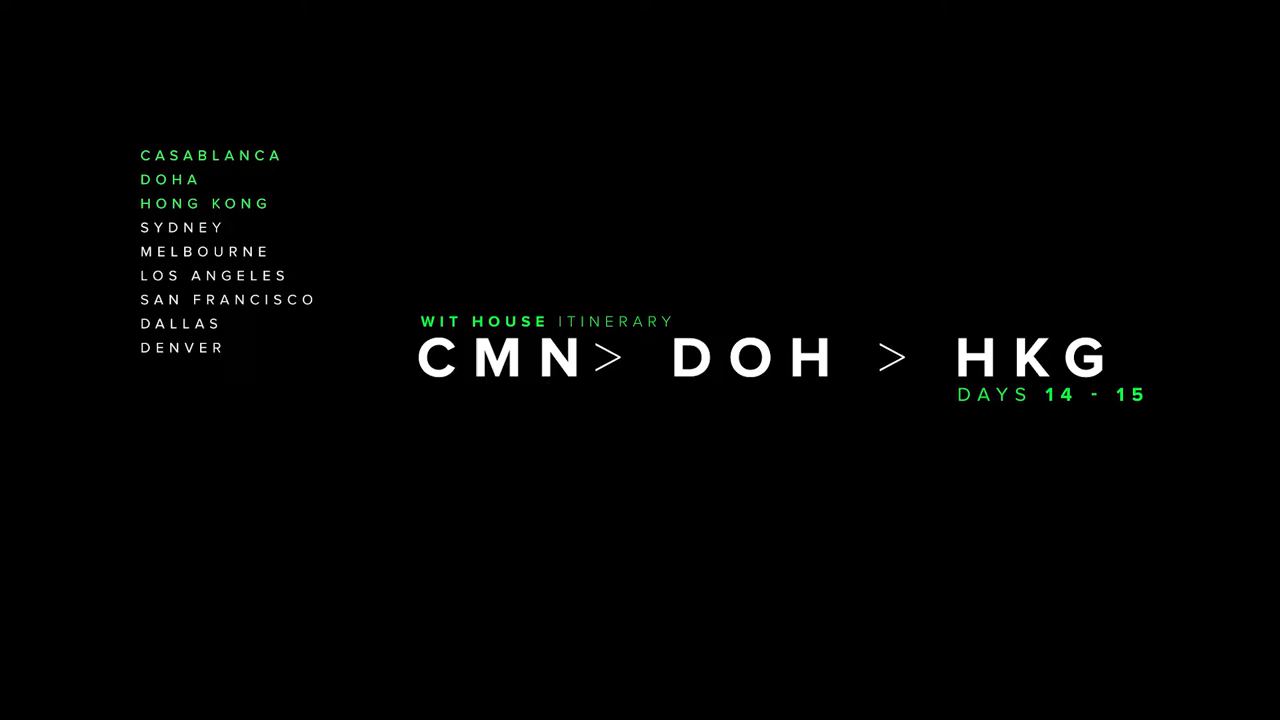 CASABLANCA
DOHA
HONG KONG
SYDNEY
MELBOURNE
LOS ANGELES
SAN FRANCISCO
DALLAS
DENVER
WIT HOUSE ITINERARY
CMN> DOH > HKG
DAYS 14 - 15